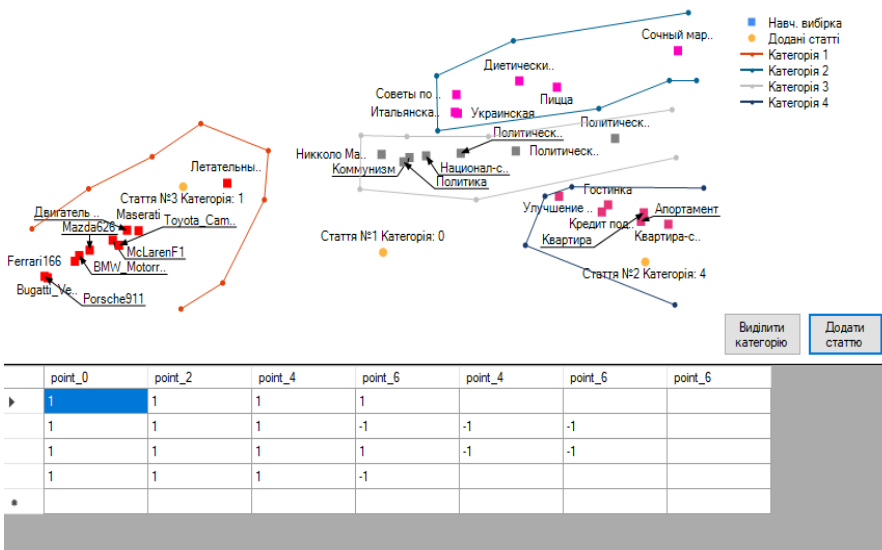 Сочный мар..
Навч. вибірка
Додані статті
Категорія 1
Категорія 2
Категорія 3
Категорія 4
Диетически..
Советы по ..
Пицца
Итальянска..
Украинская
Политическ..
Политическ..
Никколо Ма..
Политическ..
Коммунизм
Национал-с..
Политика
Летательны..
Стаття №3 Категорія: 1
Двигатель ..
Maserati
Toyota_Cam..
Mazda626
McLarenF1
Ferrari166
BMW_Motorr..
Bugatti_Ve..
Porsche911
Стаття №1 Категорія: 0
Гостинка
Улучшение ..
Апортамент
Кредит под..
Квартира
Квартира-с..
Стаття №2 Категорія: 4
Виділити категорію
Додати статтю
point_0 point_2 point_4 point_6 point_4 point_6 point_6
1 1 1 1
1 1 1 -1 -1 -1
1 1 1 1 -1 -1
1 1 1 -1